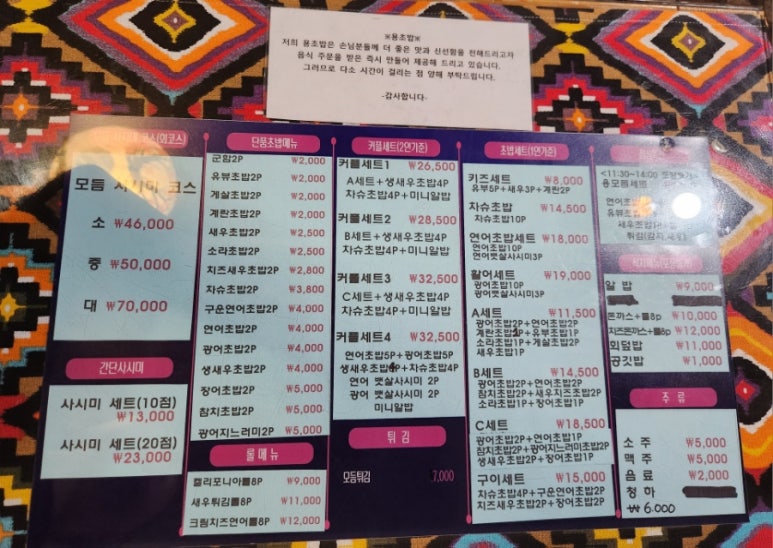 ※용초밥※
저희 용초밥은 손님분들께 더 좋은 맛과 신선함을 전해드리고자
음식 주문을 받은 즉시 만들어 제공해 드리고 있습니다.
그러므로 다소 시간이 걸리는 점 양해 부탁드립니다.
-감사합니다-
모듬 사시미 코스
소 ₩46,000
중 ₩50,000
대 ₩70,000
간단사시미
사시미 세트(10점)
₩13,000
사시미 세트(20점)
₩23,000
단품초밥메뉴
군함2P ₩2,000
유부초밥2P ₩2,000
게살초밥2P ₩2,000
계란초밥2P ₩2,000
새우초밥2P ₩2,500
소라초밥2P ₩2,500
치즈새우초밥2P ₩2,800
차슈초밥2P ₩3,800
구운연어초밥2P ₩4,000
연어초밥2P ₩4,000
광어초밥2P ₩4,000
생새우초밥2P ₩4,000
장어초밥2P ₩5,000
참치초밥2P ₩5,000
광어지느러미2P ₩5,000
롤메뉴
캘리포니아롤8P ₩9,000
새우튀김롤8P ₩11,000
크림치즈연어롤8P ₩12,000
커플세트(2인기준)
커플세트1 ₩26,500
A세트+생새우초밥4P
차슈초밥4P+미니알밥
커플세트2 ₩28,500
B세트+생새우초밥4P
차슈초밥4P+미니알밥
커플세트3 ₩32,500
C세트+생새우초밥4P
차슈초밥4P+미니알밥
커플세트4 ₩32,500
연어초밥5P+광어초밥5P
생새우초밥4P+차슈초밥4P
연어 뱃살사시미 2P
광어 뱃살사시미 2P
미니알밥
튀김
모듬튀김 7,000
초밥세트(1인기준)
키즈세트 ₩8,000
유부5P+새우3P+계란2P
차슈초밥 ₩14,500
차슈초밥10P
연어초밥세트 ₩18,000
연어초밥10P
연어뱃살사시미3P
활어세트 ₩19,000
광어초밥10P
광어뱃살사시미2P
A세트 ₩11,500
광어초밥2P+연어초밥2P
계란초밥1P+유부초밥1P
소라초밥1P+게살초밥2P
새우초밥1P
B세트 ₩14,500
광어초밥2P+연어초밥2P
참치초밥2P+새우치즈초밥2P
소라초밥1P+장어초밥1P
C세트 ₩18,500
광어초밥2P+연어초밥1P
참치초밥2P+광어지느러미초밥2P
생새우초밥2P+장어초밥1P
구이세트 ₩15,000
차슈초밥4P+구운연어초밥2P
치즈새우초밥2P+장어초밥2P
<11:30~14:00
용모듬세트
튀김(감자,새우)
알밥 ₩9,000
돈까스+롤8p ₩10,000
치즈돈까스+롤8p ₩12,000
회덮밥 ₩11,000
공깃밥 ₩1,000
주류
소주 ₩5,000
맥주 ₩5,000
음료 ₩2,000
청하
₩6.000